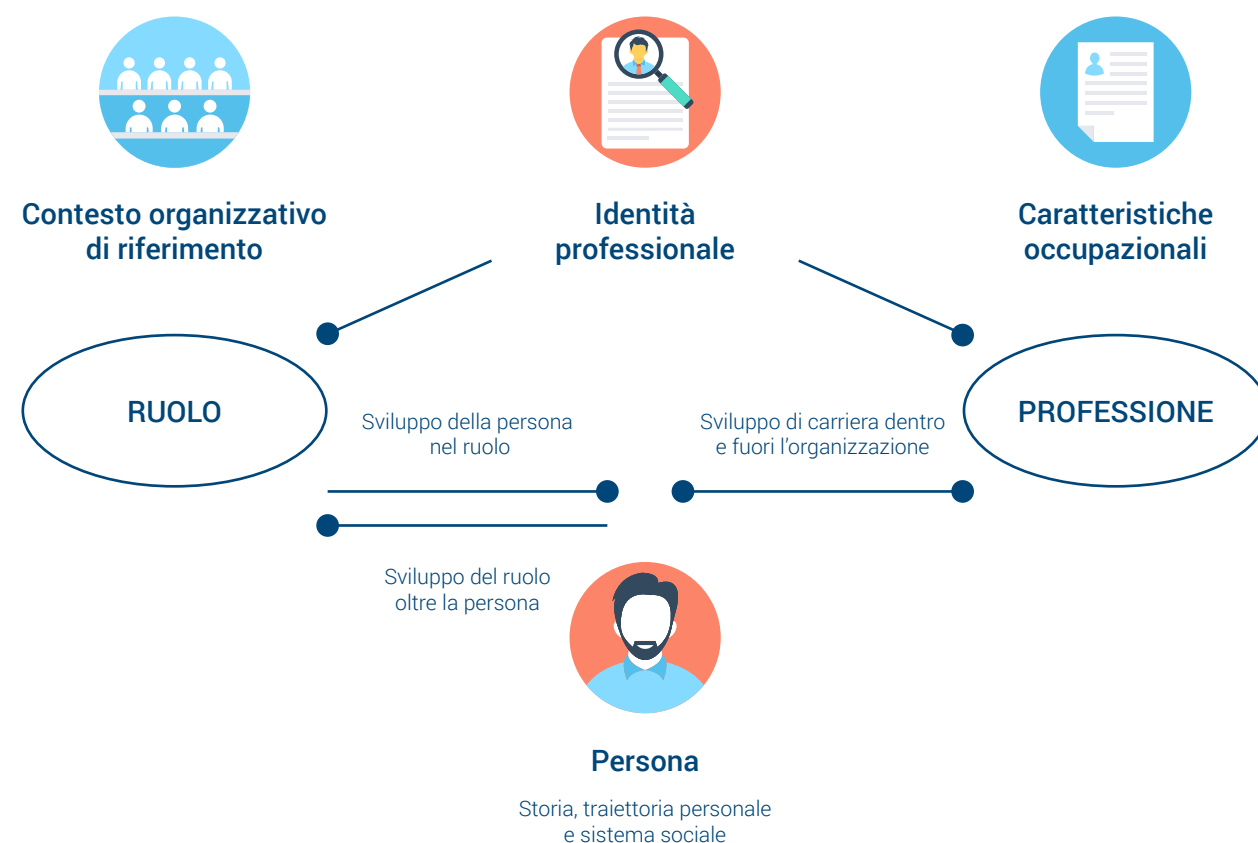 Contesto organizzativo
di riferimento
Identità
professionale
Caratteristiche
occupazionali
RUOLO
Sviluppo della persona
nel ruolo
Sviluppo di carriera dentro
e fuori l'organizzazione
PROFESSIONE
Sviluppo del ruolo
oltre la persona
Persona
Storia, traiettoria personale
e sistema sociale